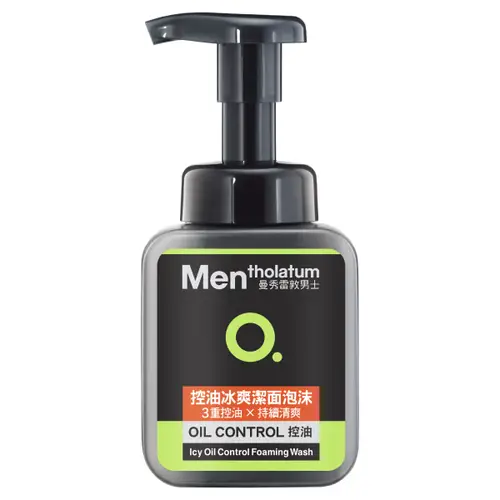 Mentholatum
曼秀雷敦男士
O.
控油冰爽潔面泡沫
3重控油 × 持續清爽
OIL CONTROL 控油
Icy Oil Control Foaming Wash